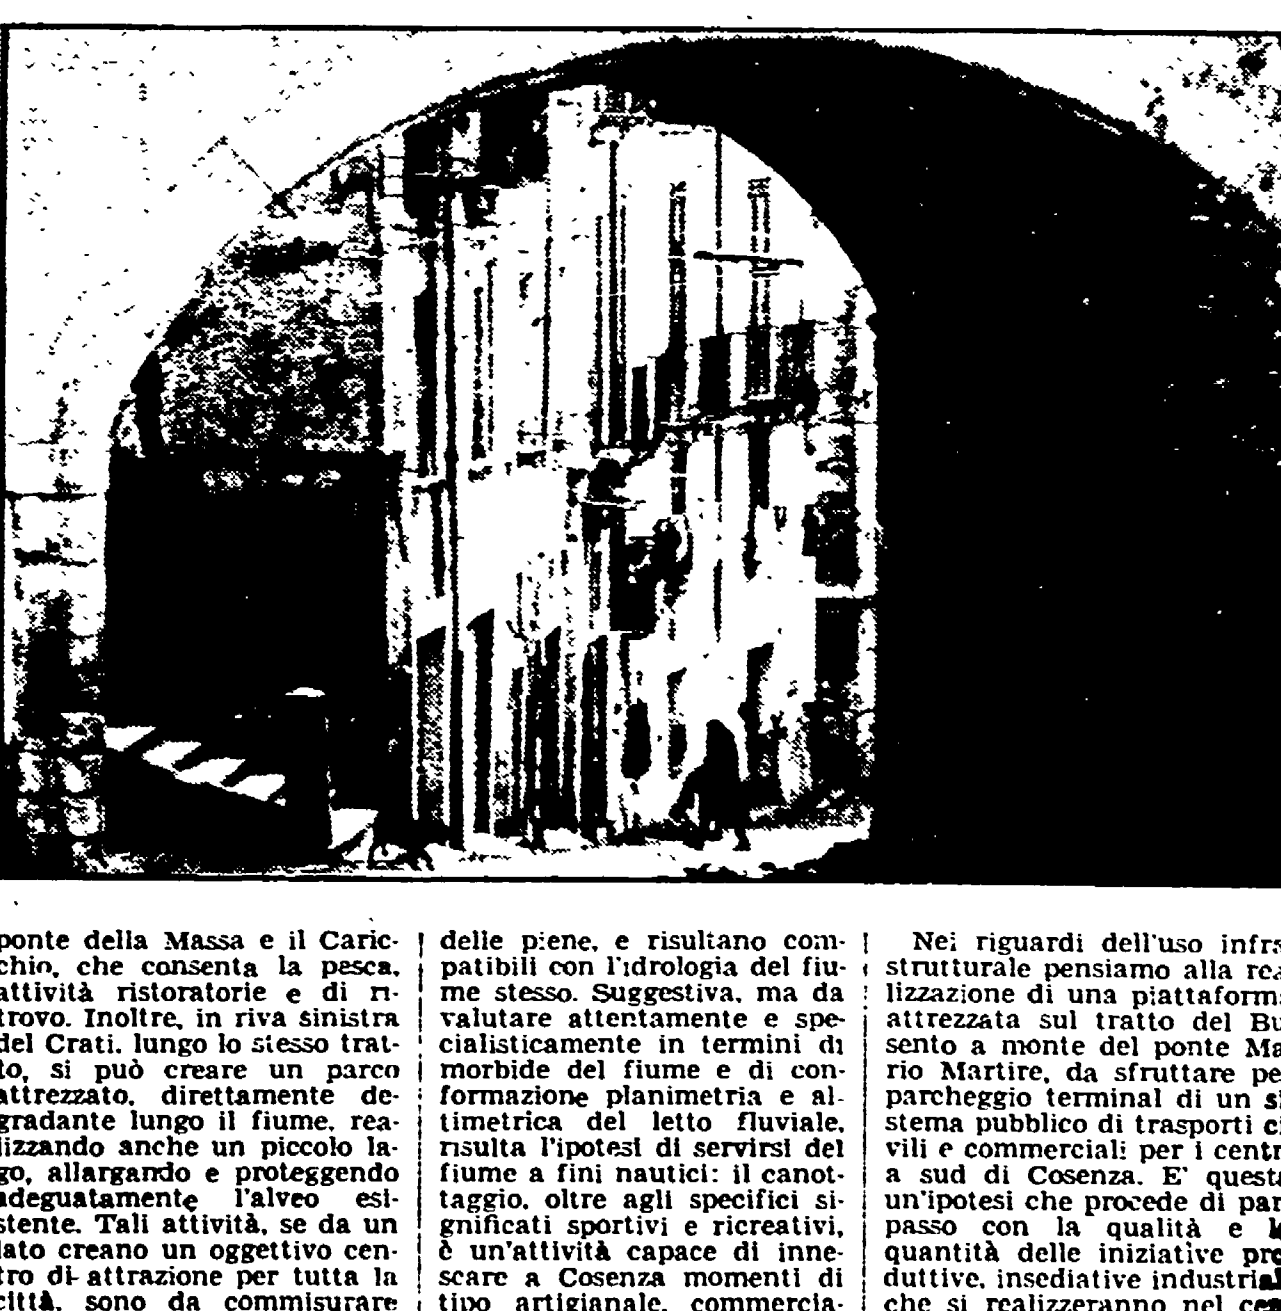 ponte della Massa e il Caric-
chio, che consenta la pesca,
attività ristoratorie e di ri-
trovo. Inoltre, in riva sinistra
del Crati, lungo lo stesso trat-
to, si può creare un parco
attrezzato, direttamente de-
gradante lungo il fiume, rea-
lizzando anche un piccolo la-
go, allargando e proteggendo
adeguatamente l'alveo esi-
stente. Tali attività, se da un
lato creano un oggettivo cen-
tro di attrazione per tutta la
città, sono da commisurare
delle piene, e risultano com-
patibili con l'idrologia del fiu-
me stesso. Suggestiva, ma da
valutare attentamente e spe-
cialisticamente in termini di
morbide del fiume e di con-
formazione planimetria e al-
timetrica del letto fluviale,
risulta l'ipotesi di servirsi del
fiume a fini nautici: il canot-
taggio, oltre agli specifici si-
gnificati sportivi e ricreativi,
è un'attività capace di inne-
scare a Cosenza momenti di
tipo artigianale, commercia-
Nei riguardi dell'uso infra
strutturale pensiamo alla rea
lizzazione di una piattaforma
attrezzata sul tratto del Bu
sento a monte del ponte Ma
rio Martire, da sfruttare pe
parcheggio terminal di un si
stema pubblico di trasporti ci
vili e commerciali per i centr
a sud di Cosenza. E' questa
un'ipotesi che procede di par
passo con la qualità e la
quantità delle iniziative pro
duttive, insediative industrial
che si realizzeranno nel cen